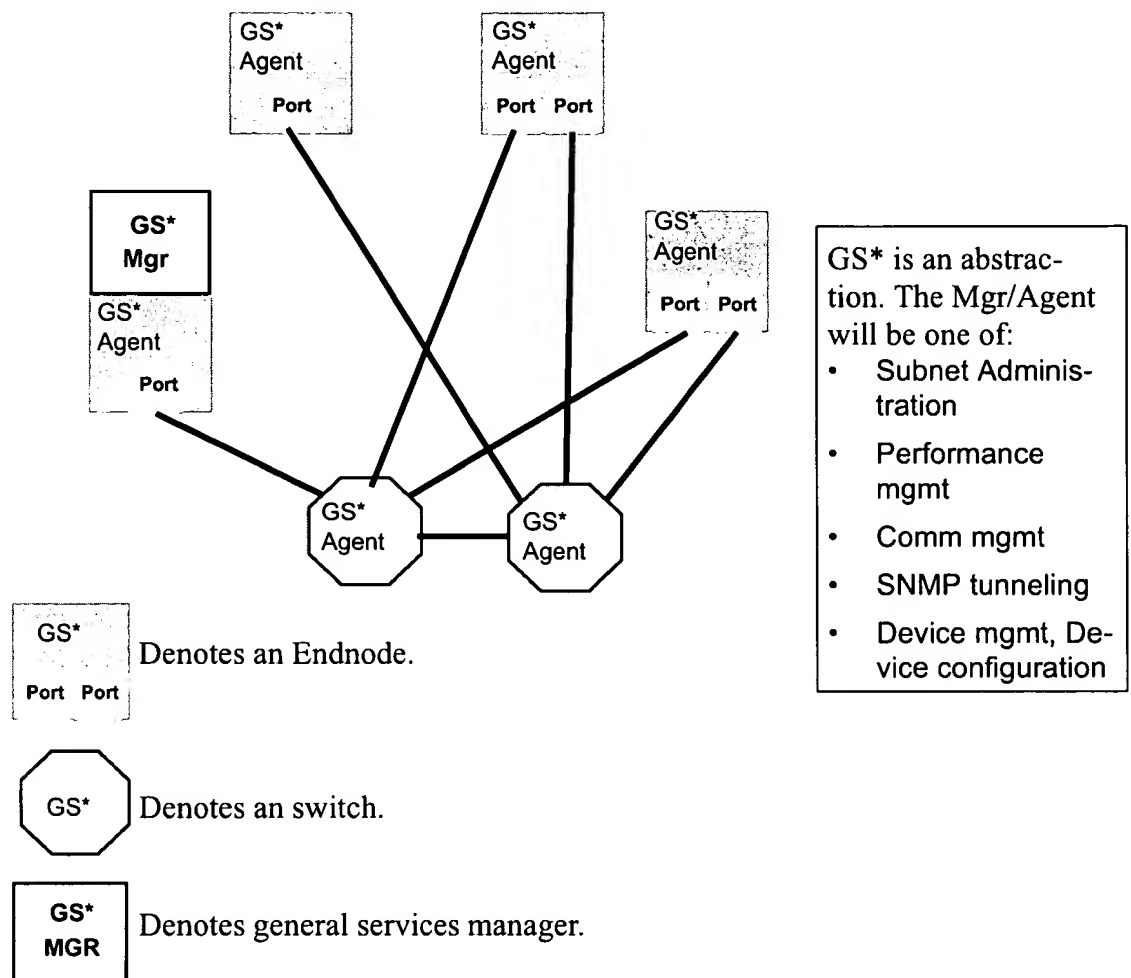 GS*
Agent
Port
GS*
Agent
Port Port
GS*
Mgr
GS*
Agent
Port
GS*
Agent
Port Port
GS*
Agent
GS*
Agent
GS* is an abstrac-
tion. The Mgr/Agent
will be one of:
• Subnet Adminis-
tration
• Performance
mgmt
• Comm mgmt
• SNMP tunneling
• Device mgmt, De-
vice configuration
GS*
Port Port
Denotes an Endnode.
GS*
Denotes an switch.
GS*
MGR
Denotes general services manager.